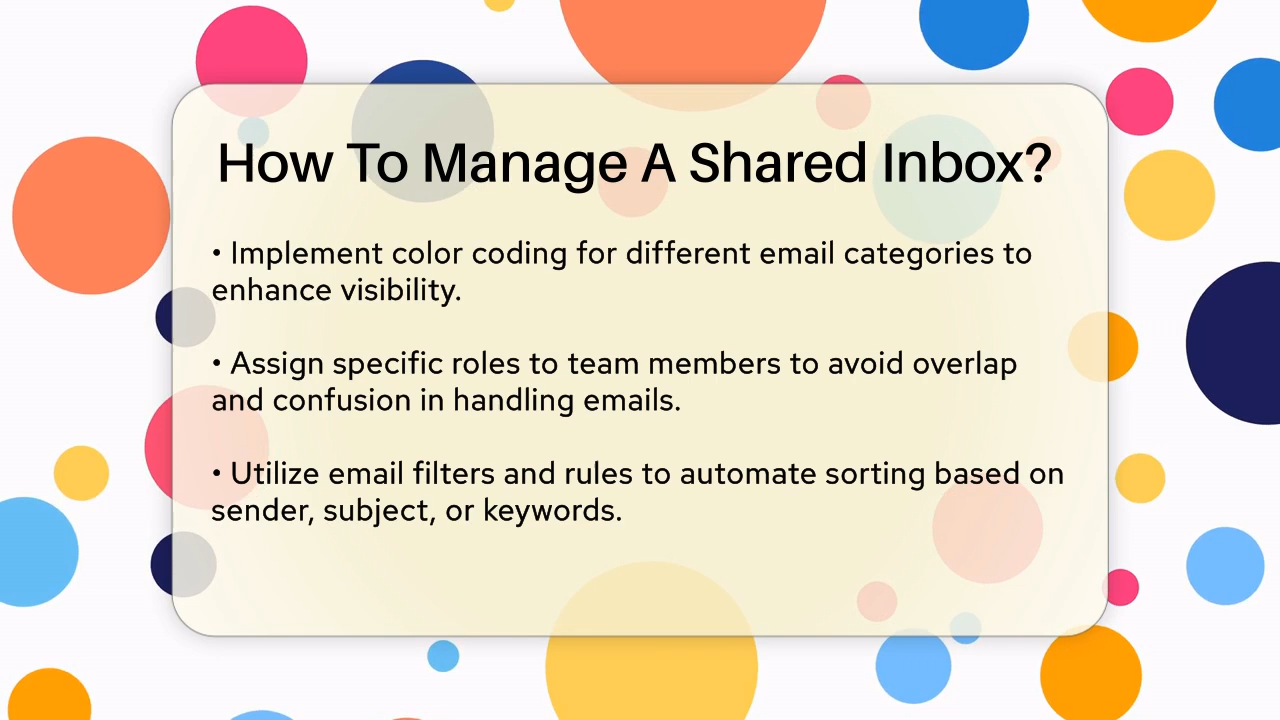 How To Manage A Shared Inbox?
• Implement color coding for different email categories to
enhance visibility.
• Assign specific roles to team members to avoid overlap
and confusion in handling emails.
• Utilize email filters and rules to automate sorting based on
sender, subject, or keywords.